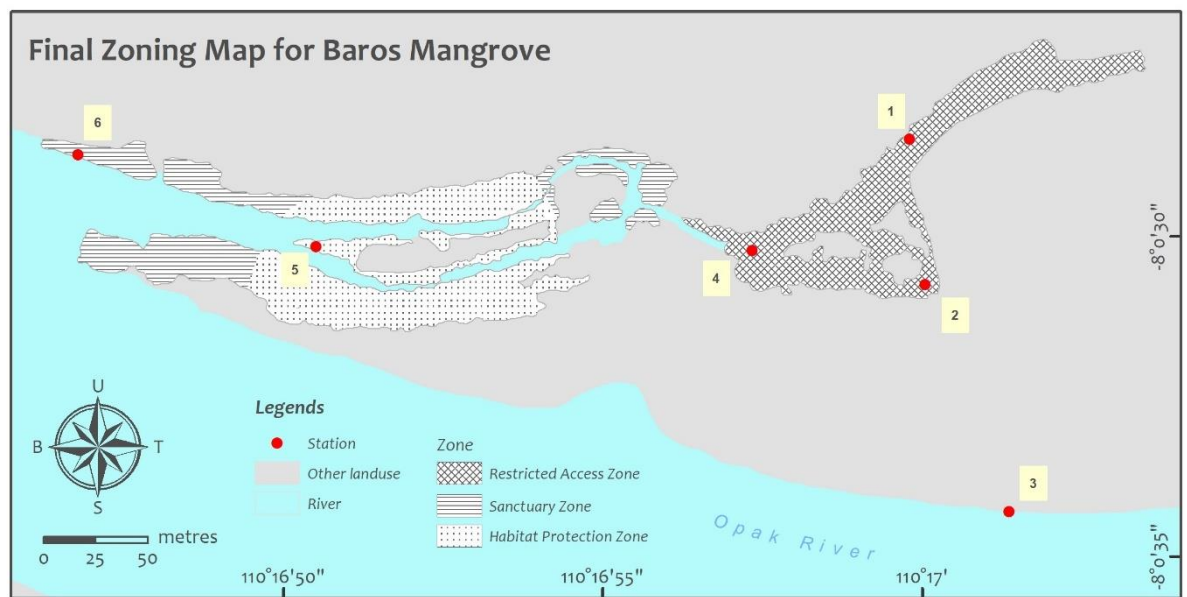 Final Zoning Map for Baros Mangrove
1
6
-8°0'30"
5
4
2
U
B
T
S
Legends
Station
Other landuse
River
Zone
Restricted Access Zone
Sanctuary Zone
Habitat Protection Zone
3
Opak River
metres
0 25 50
-8°0'35"
110°16'50" 110°16'55" 110°17'